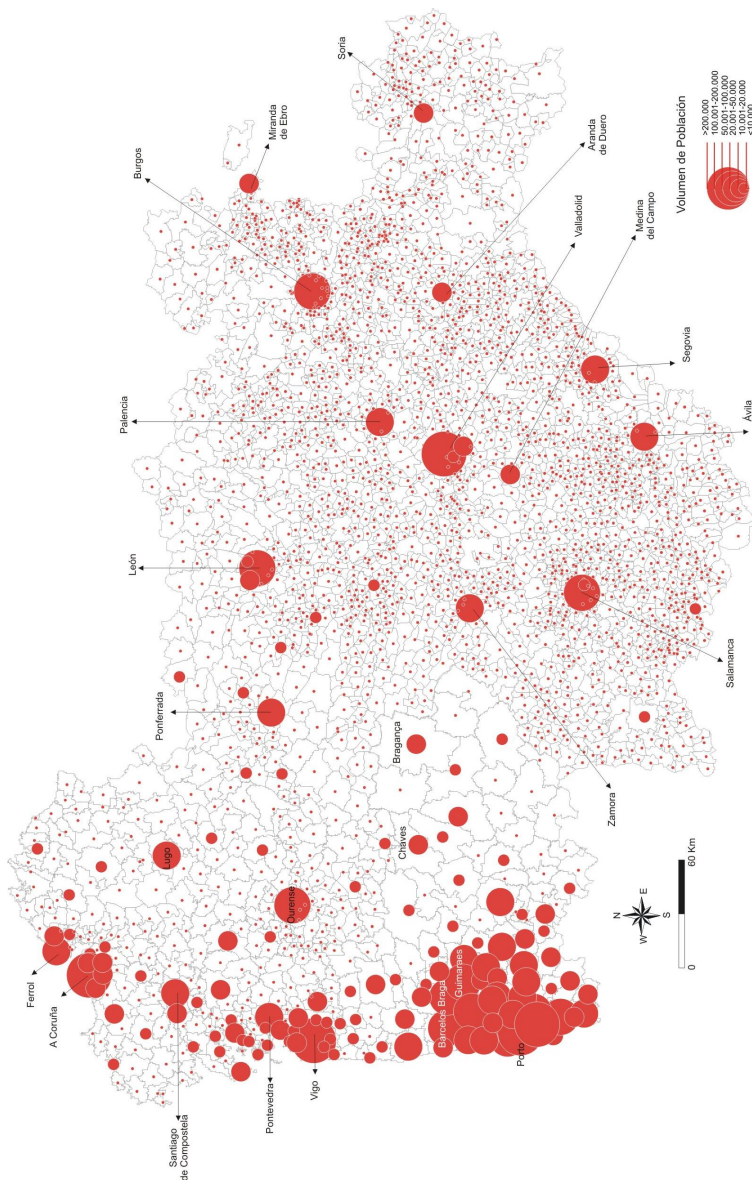 Ferrol
A Coruña
Santiago
de Compostela
Pontevedra
Vigo
Lugo
Ourense
Ponferrada
León
Palencia
Burgos
Miranda
de Ebro
Soria
Aranda
de Duero
Valladolid
Medina
del Campo
Segovia
Ávila
Salamanca
Zamora
Bragança
Chaves
Barcelos Braga
Guimaraes
Porto
N
W
E
S
0
60 Km
Volumen de Población
>200.000
100.001-200.000
50.001-100.000
20.001-50.000
10.001-20.000
<10.000